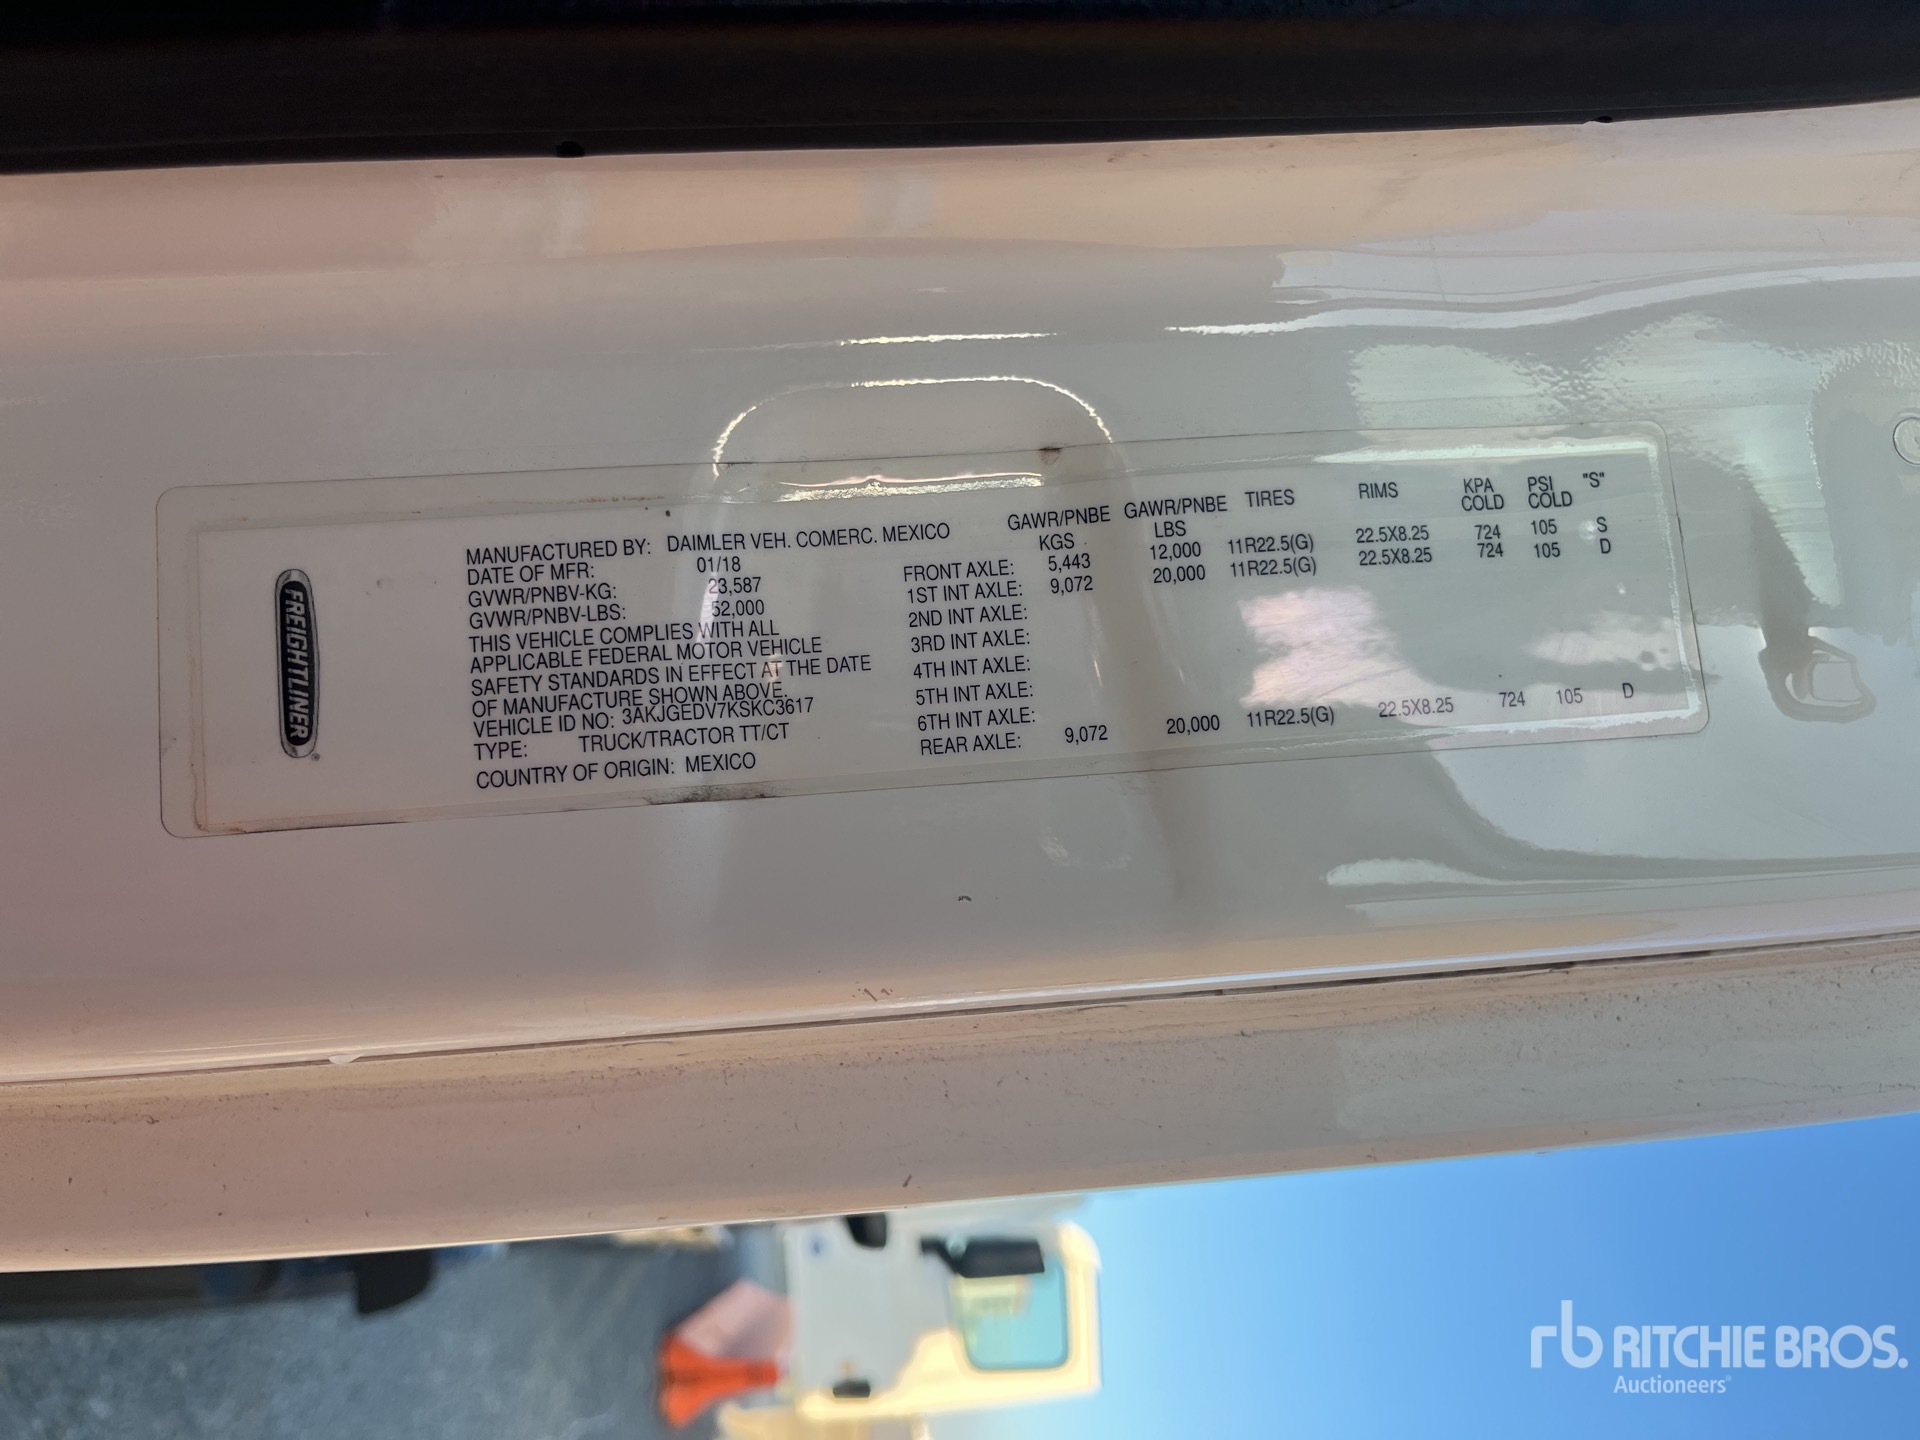 FREIGHTLINER
MANUFACTURED BY: DAIMLER VEH. COMERC. MEXICO
DATE OF MFR: 01/18
GVWR/PNBV-KG: 23,587
GVWR/PNBV-LBS: 52,000
THIS VEHICLE COMPLIES WITH ALL
APPLICABLE FEDERAL MOTOR VEHICLE
SAFETY STANDARDS IN EFFECT AT THE DATE
OF MANUFACTURE SHOWN ABOVE.
VEHICLE ID NO: 3AKJGEDV7KSKC3617
TYPE: TRUCK/TRACTOR TT/CT
COUNTRY OF ORIGIN: MEXICO
GAWR/PNBE GAWR/PNBE TIRES RIMS KPA PSI "S"
KGS LBS COLD COLD
FRONT AXLE: 5,443 12,000 11R22.5(G) 22.5X8.25 724 105 S
1ST INT AXLE: 9,072 20,000 11R22.5(G) 22.5X8.25 724 105 D
2ND INT AXLE:
3RD INT AXLE:
4TH INT AXLE:
5TH INT AXLE:
6TH INT AXLE:
REAR AXLE: 9,072 20,000 11R22.5(G) 22.5X8.25 724 105 D
rb RITCHIE BROS.
Auctioneers